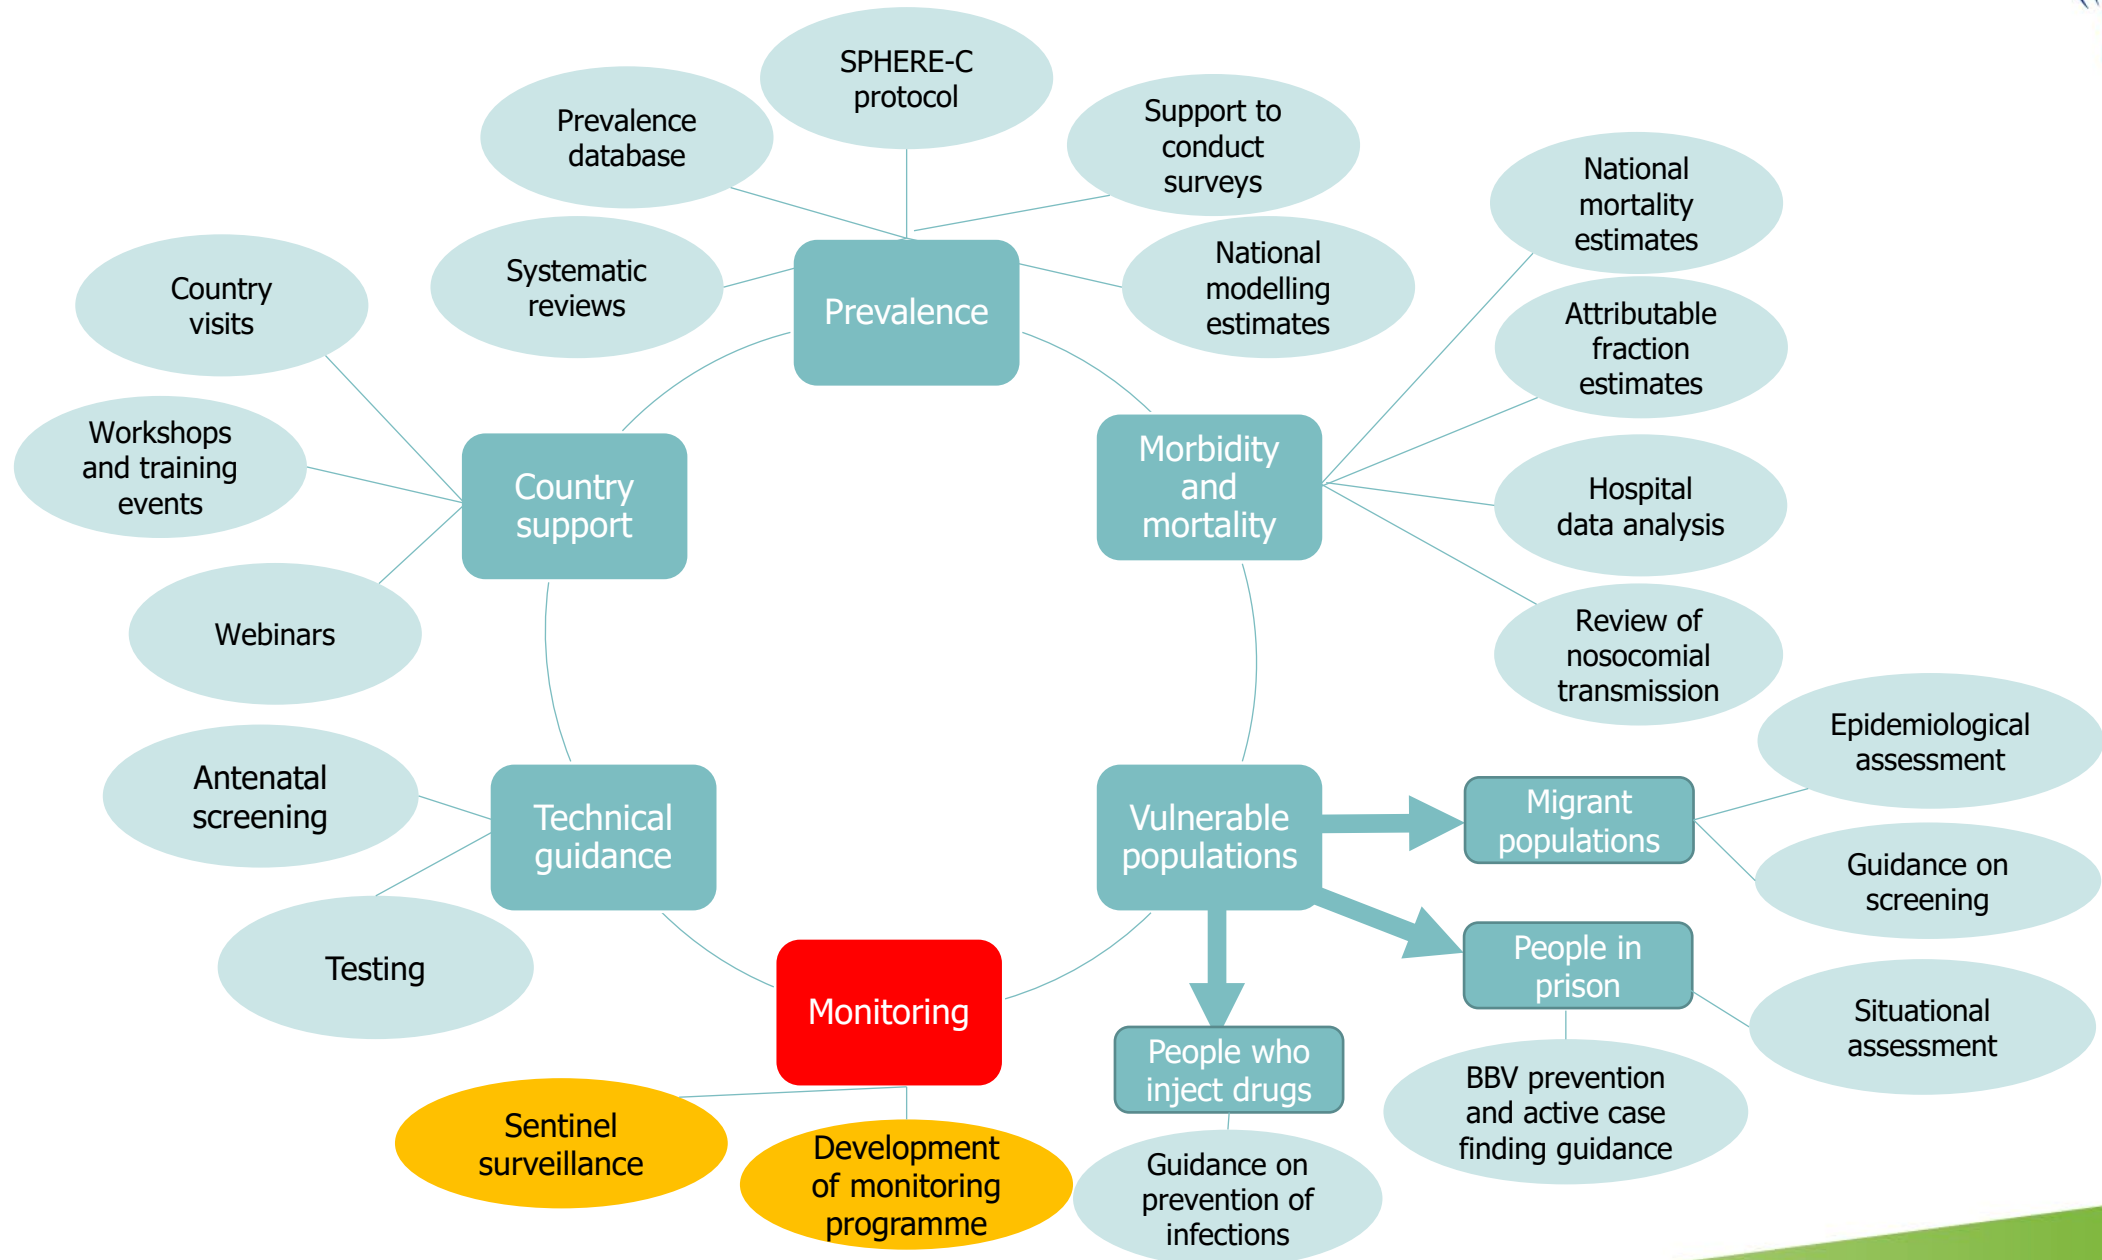 SPHERE-C
protocol
Prevalence
database
Support to
conduct
surveys
Systematic
reviews
National
modelling
estimates
Prevalence
National
mortality
estimates
Attributable
fraction
estimates
Hospital
data analysis
Review of
nosocomial
transmission
Morbidity
and
mortality
Country
visits
Workshops
and training
events
Webinars
Country
support
Antenatal
screening
Testing
Technical
guidance
Vulnerable
populations
Migrant
populations
Epidemiological
assessment
Guidance on
screening
People in
prison
Situational
assessment
BBV prevention
and active case
finding guidance
People who
inject drugs
Guidance on
prevention of
infections
Monitoring
Sentinel
surveillance
Development
of monitoring
programme